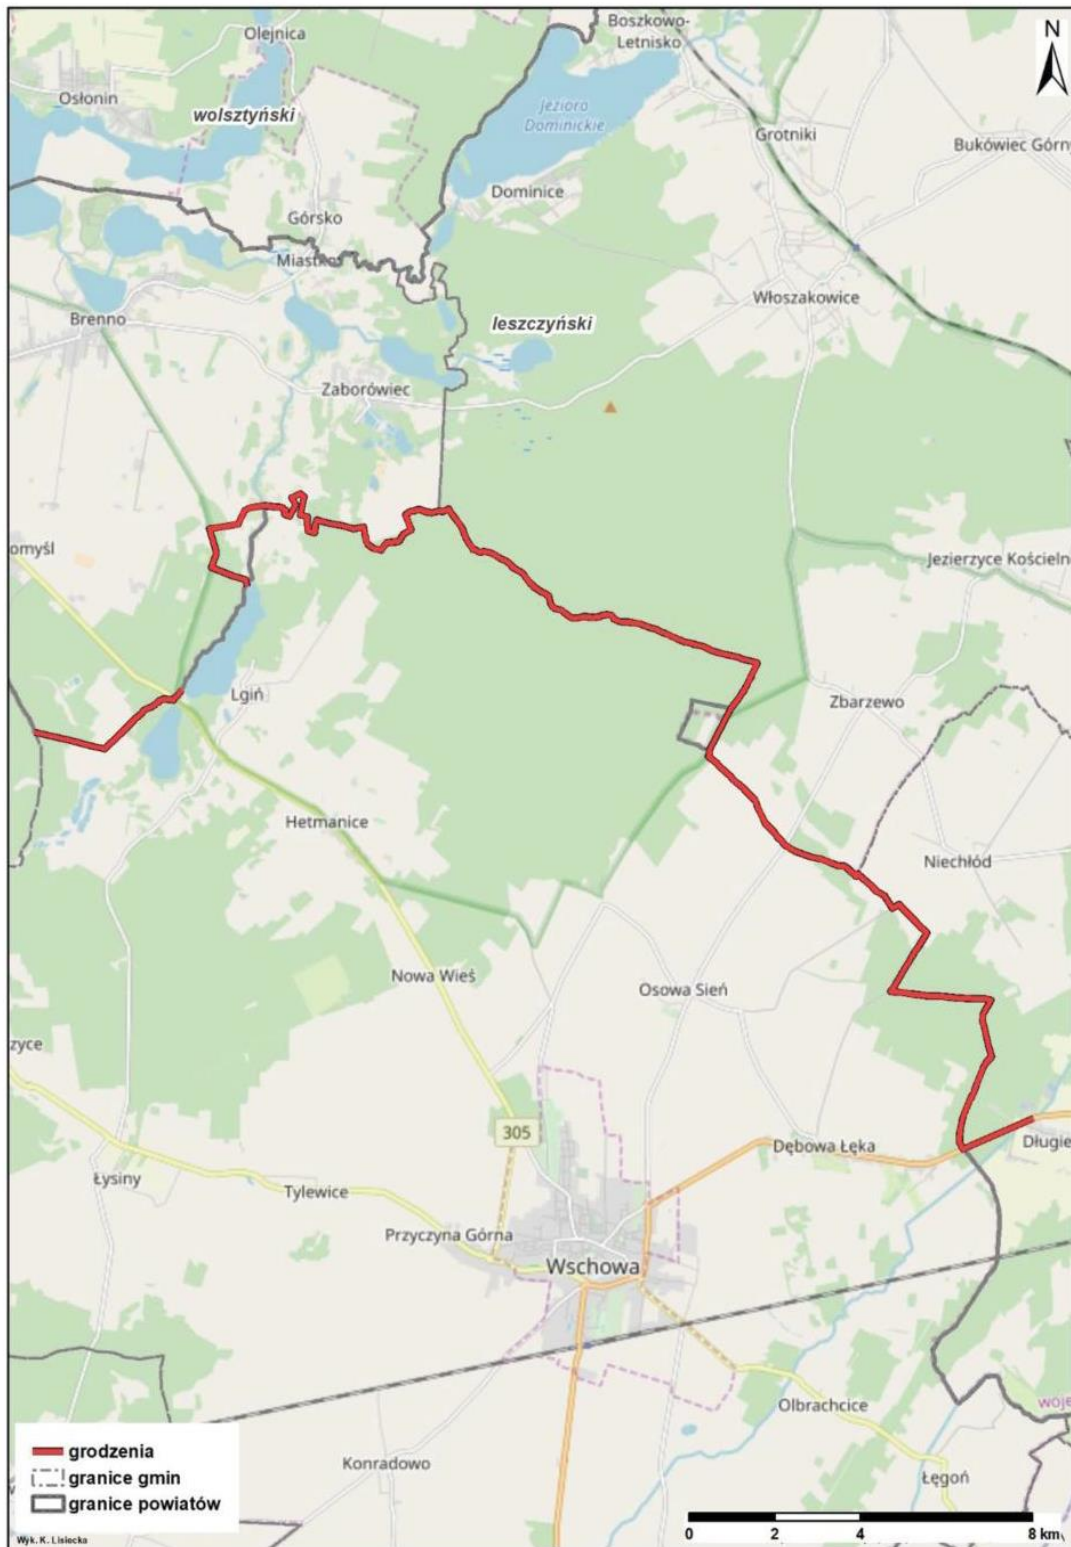 Boszkowo-
Letnisko
Olejnica
N
Osłonin
wolsztyński
Jezioro
Dominickie
Grotniki
Bukówiec Górny
Dominice
Górsko
Miastko
Włoszakowice
Brenno
leszczyński
Zaborówiec
omyśl
Jezierzyce Kościeln
Lgiń
Zbarzewo
Hetmanice
Niechłód
Nowa Wieś
Osowa Sień
zyce
305
Dębowa Łęka
Długie
Łysiny
Tylewice
Przyczyna Górna
Wschowa
Olbrachcice
woje
grodzenia
granice gmin
granice powiatów
Konradowo
Łęgoń
0 2 4 8 km
Wyk. K. Lisiecka